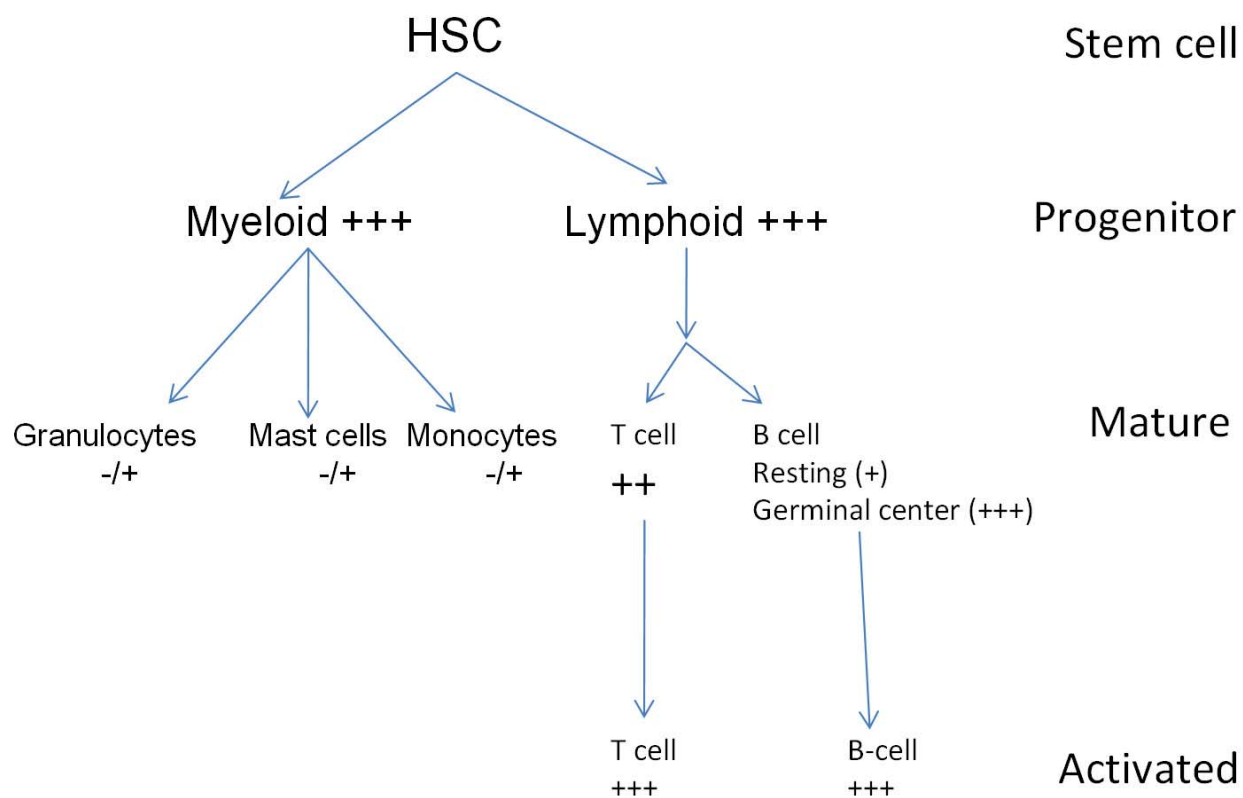 HSC
Stem cell
Myeloid +++
Lymphoid +++
Progenitor
Granulocytes
-/+
Mast cells
-/+
Monocytes
-/+
T cell
++
B cell
Resting (+)
Germinal center (+++)
Mature
T cell
+++
B-cell
+++
Activated